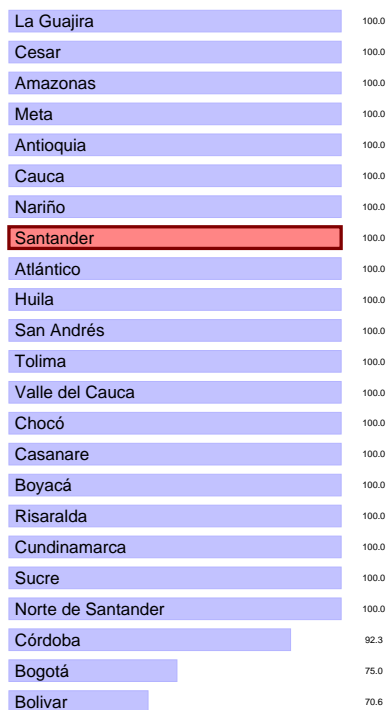 La Guajira 100.0
Cesar 100.0
Amazonas 100.0
Meta 100.0
Antioquia 100.0
Cauca 100.0
Nariño 100.0
Santander 100.0
Atlántico 100.0
Huila 100.0
San Andrés 100.0
Tolima 100.0
Valle del Cauca 100.0
Chocó 100.0
Casanare 100.0
Boyacá 100.0
Risaralda 100.0
Cundinamarca 100.0
Sucre 100.0
Norte de Santander 100.0
Córdoba 92.3
Bogotá 75.0
Bolivar 70.6